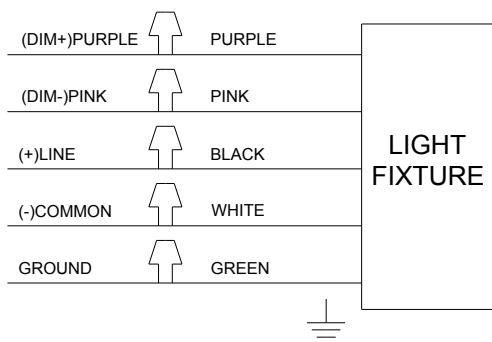 (DIM+)PURPLE PURPLE
(DIM-)PINK PINK
(+)LINE BLACK
(-)COMMON WHITE
GROUND GREEN
LIGHT
FIXTURE